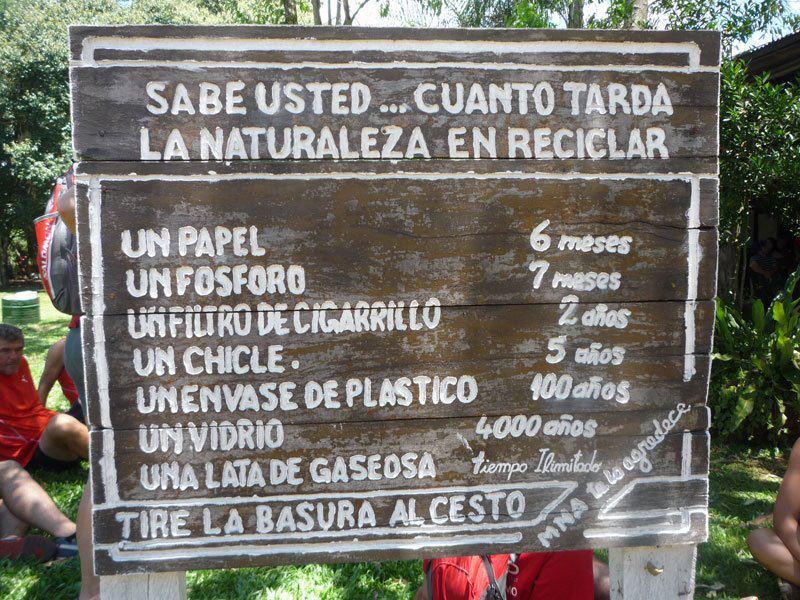 SABE USTED... CUANTO TARDA
LA NATURALEZA EN RECICLAR
UN PAPEL 6 meses
UN FOSFORO 7 meses
UN FILTRO DE CIGARRILLO 2 años
UN CHICLE. 5 años
UN ENVASE DE PLASTICO 100 años
UN VIDRIO 4000 años
UNA LATA DE GASEOSA tiempo Ilimitado
TIRE LA BASURA AL CESTO
MNA te lo agradece
SALOMON